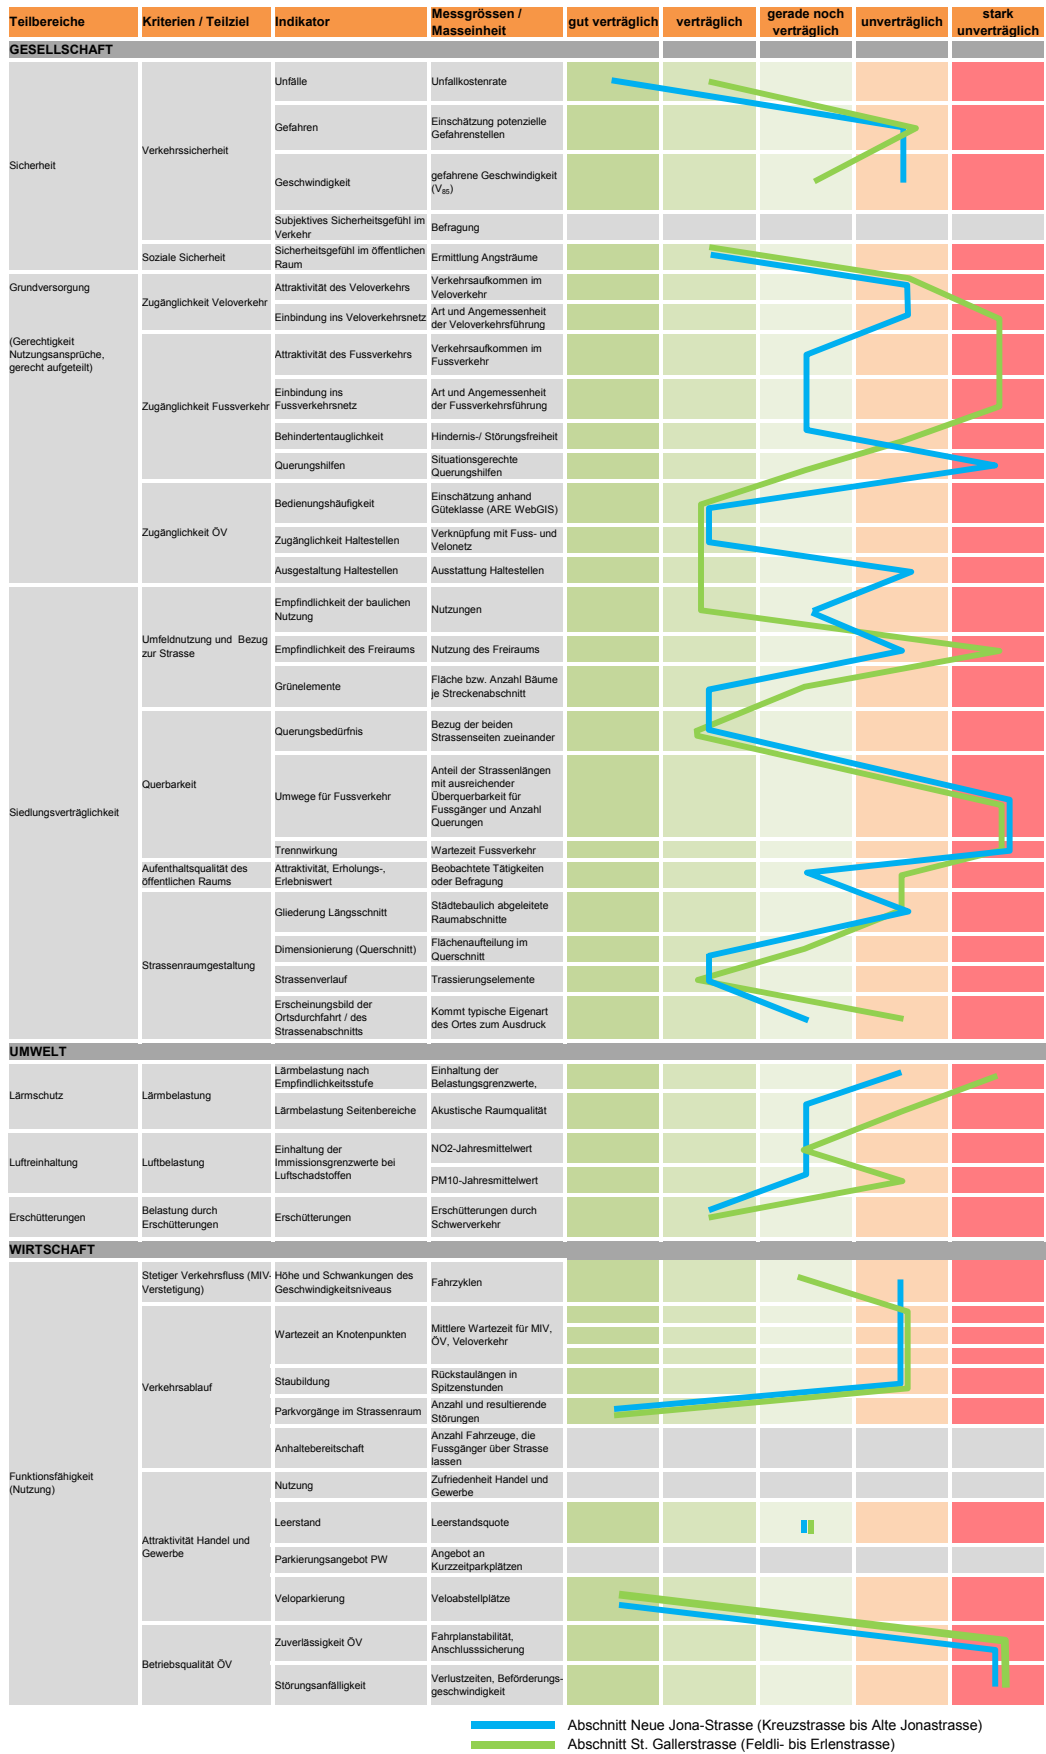 Teilbereiche
Kriterien / Teilziel
Indikator
Messgrössen /
Masseinheit
gut verträglich
verträglich
gerade noch
verträglich
unverträglich
stark
unverträglich
GESELLSCHAFT
Sicherheit
Verkehrssicherheit
Unfälle
Unfallkostenrate
Gefahren
Einschätzung potenzielle
Gefahrenstellen
Geschwindigkeit
gefahrene Geschwindigkeit
(V85)
Subjektives Sicherheitsgefühl im
Verkehr
Befragung
Soziale Sicherheit
Sicherheitsgefühl im öffentlichen
Raum
Ermittlung Angsträume
Grundversorgung
(Gerechtigkeit
Nutzungsansprüche,
gerecht aufgeteilt)
Zugänglichkeit Veloverkehr
Attraktivität des Veloverkehrs
Verkehrsaufkommen im
Veloverkehr
Einbindung ins Veloverkehrsnetz
Art und Angemessenheit
der Veloverkehrsführung
Zugänglichkeit Fussverkehr
Attraktivität des Fussverkehrs
Verkehrsaufkommen im
Fussverkehr
Einbindung ins
Fussverkehrsnetz
Art und Angemessenheit
der Fussverkehrsführung
Behindertentauglichkeit
Hindernis-/ Störungsfreiheit
Querungshilfen
Situationsgerechte
Querungshilfen
Zugänglichkeit ÖV
Bedienungshäufigkeit
Einschätzung anhand
Güteklasse (ARE WebGIS)
Zugänglichkeit Haltestellen
Verknüpfung mit Fuss- und
Velonetz
Ausgestaltung Haltestellen
Ausstattung Haltestellen
Siedlungsverträglichkeit
Umfeldnutzung und Bezug
zur Strasse
Empfindlichkeit der baulichen
Nutzung
Nutzungen
Empfindlichkeit des Freiraums
Nutzung des Freiraums
Grünelemente
Fläche bzw. Anzahl Bäume
je Streckenabschnitt
Querbarkeit
Querungsbedürfnis
Bezug der beiden
Strassenseiten zueinander
Umwege für Fussverkehr
Anteil der Strassenlängen
mit ausreichender
Überquerbarkeit für
Fussgänger und Anzahl
Querungen
Trennwirkung
Wartezeit Fussverkehr
Aufenthaltsqualität des
öffentlichen Raums
Attraktivität, Erholungs-,
Erlebniswert
Beobachtete Tätigkeiten
oder Befragung
Strassenraumgestaltung
Gliederung Längsschnitt
Städtebaulich abgeleitete
Raumabschnitte
Dimensionierung (Querschnitt)
Flächenaufteilung im
Querschnitt
Strassenverlauf
Trassierungselemente
Erscheinungsbild der
Ortsdurchfahrt / des
Strassenabschnitts
Kommt typische Eigenart
des Ortes zum Ausdruck
UMWELT
Lärmschutz
Lärmbelastung
Lärmbelastung nach
Empfindlichkeitsstufe
Einhaltung der
Belastungsgrenzwerte,
Lärmbelastung Seitenbereiche
Akustische Raumqualität
Luftreinhaltung
Luftbelastung
Einhaltung der
Immissionsgrenzwerte bei
Luftschadstoffen
NO2-Jahresmittelwert
PM10-Jahresmittelwert
Erschütterungen
Belastung durch
Erschütterungen
Erschütterungen
Erschütterungen durch
Schwerverkehr
WIRTSCHAFT
Funktionsfähigkeit
(Nutzung)
Stetiger Verkehrsfluss (MIV-
Verstetigung)
Höhe und Schwankungen des
Geschwindigkeitsniveaus
Fahrzyklen
Verkehrsablauf
Wartezeit an Knotenpunkten
Mittlere Wartezeit für MIV,
ÖV, Veloverkehr
Staubildung
Rückstaulängen in
Spitzenstunden
Parkvorgänge im Strassenraum
Anzahl und resultierende
Störungen
Anhaltebereitschaft
Anzahl Fahrzeuge, die
Fussgänger über Strasse
lassen
Attraktivität Handel und
Gewerbe
Nutzung
Zufriedenheit Handel und
Gewerbe
Leerstand
Leerstandsquote
Parkierungsangebot PW
Angebot an
Kurzzeitparkplätzen
Veloparkierung
Veloabstellplätze
Betriebsqualität ÖV
Zuverlässigkeit ÖV
Fahrplanstabilität,
Anschlusssicherung
Störungsanfälligkeit
Verlustzeiten, Beförderungs-
geschwindigkeit
Abschnitt Neue Jona-Strasse (Kreuzstrasse bis Alte Jonastrasse)
Abschnitt St. Gallerstrasse (Feldli- bis Erlenstrasse)